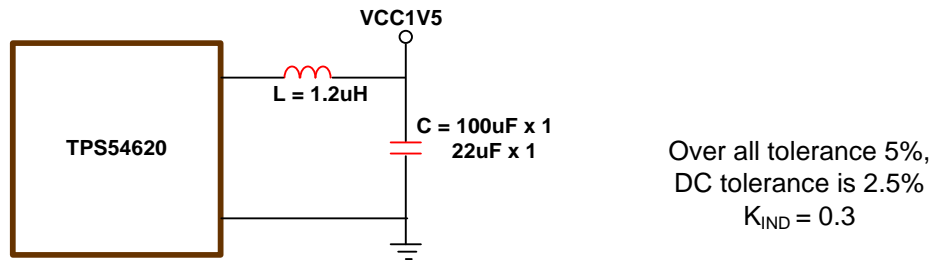 VCC1V5
L = 1.2uH
TPS54620
C = 100uF x 1
22uF x 1
Over all tolerance 5%,
DC tolerance is 2.5%
K_IND = 0.3